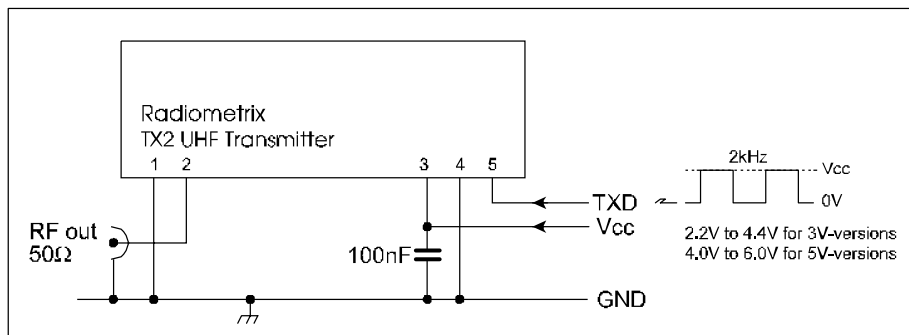 Radiometrix
TX2 UHF Transmitter
1 2 3 4 5
2kHz
Vcc
TXD
0V
Vcc
RF out
50Ω
2.2V to 4.4V for 3V-versions
4.0V to 6.0V for 5V-versions
100nF
GND